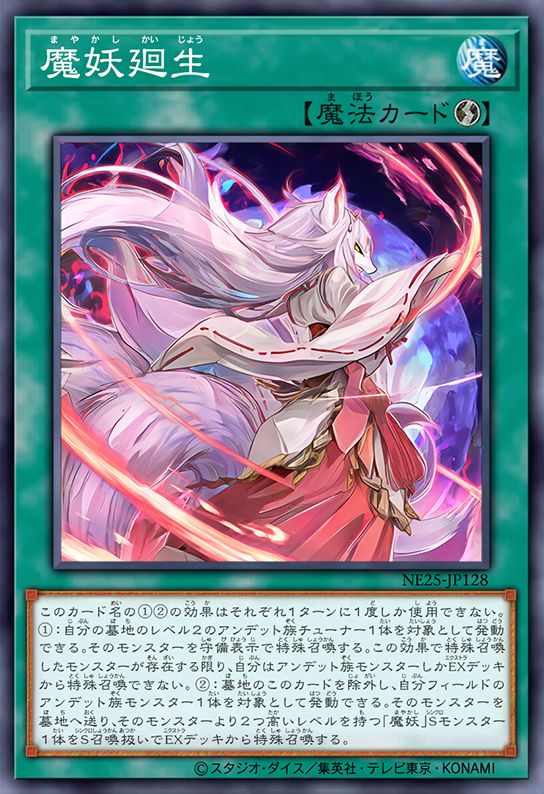 まやかし かい じょう
魔妖廻生
魔
まほう
【魔法カード】
NE25-JP128
このカード名の①②の効果はそれぞれ1ターンに1度しか使用できない。
①：自分の墓地のレベル2のアンデット族チューナー1体を対象として発動
できる。そのモンスターを守備表示で特殊召喚する。この効果で特殊召喚
したモンスターが存在する限り、自分はアンデット族モンスターしかEXデッキ
から特殊召喚できない。②：墓地のこのカードを除外し、自分フィールドの
アンデット族モンスター1体を対象として発動できる。そのモンスターを
墓地へ送り、そのモンスターより2つ高いレベルを持つ「魔妖」Sモンスター
1体をS召喚扱いでEXデッキから特殊召喚する。
©スタジオ・ダイス／集英社・テレビ東京・KONAMI